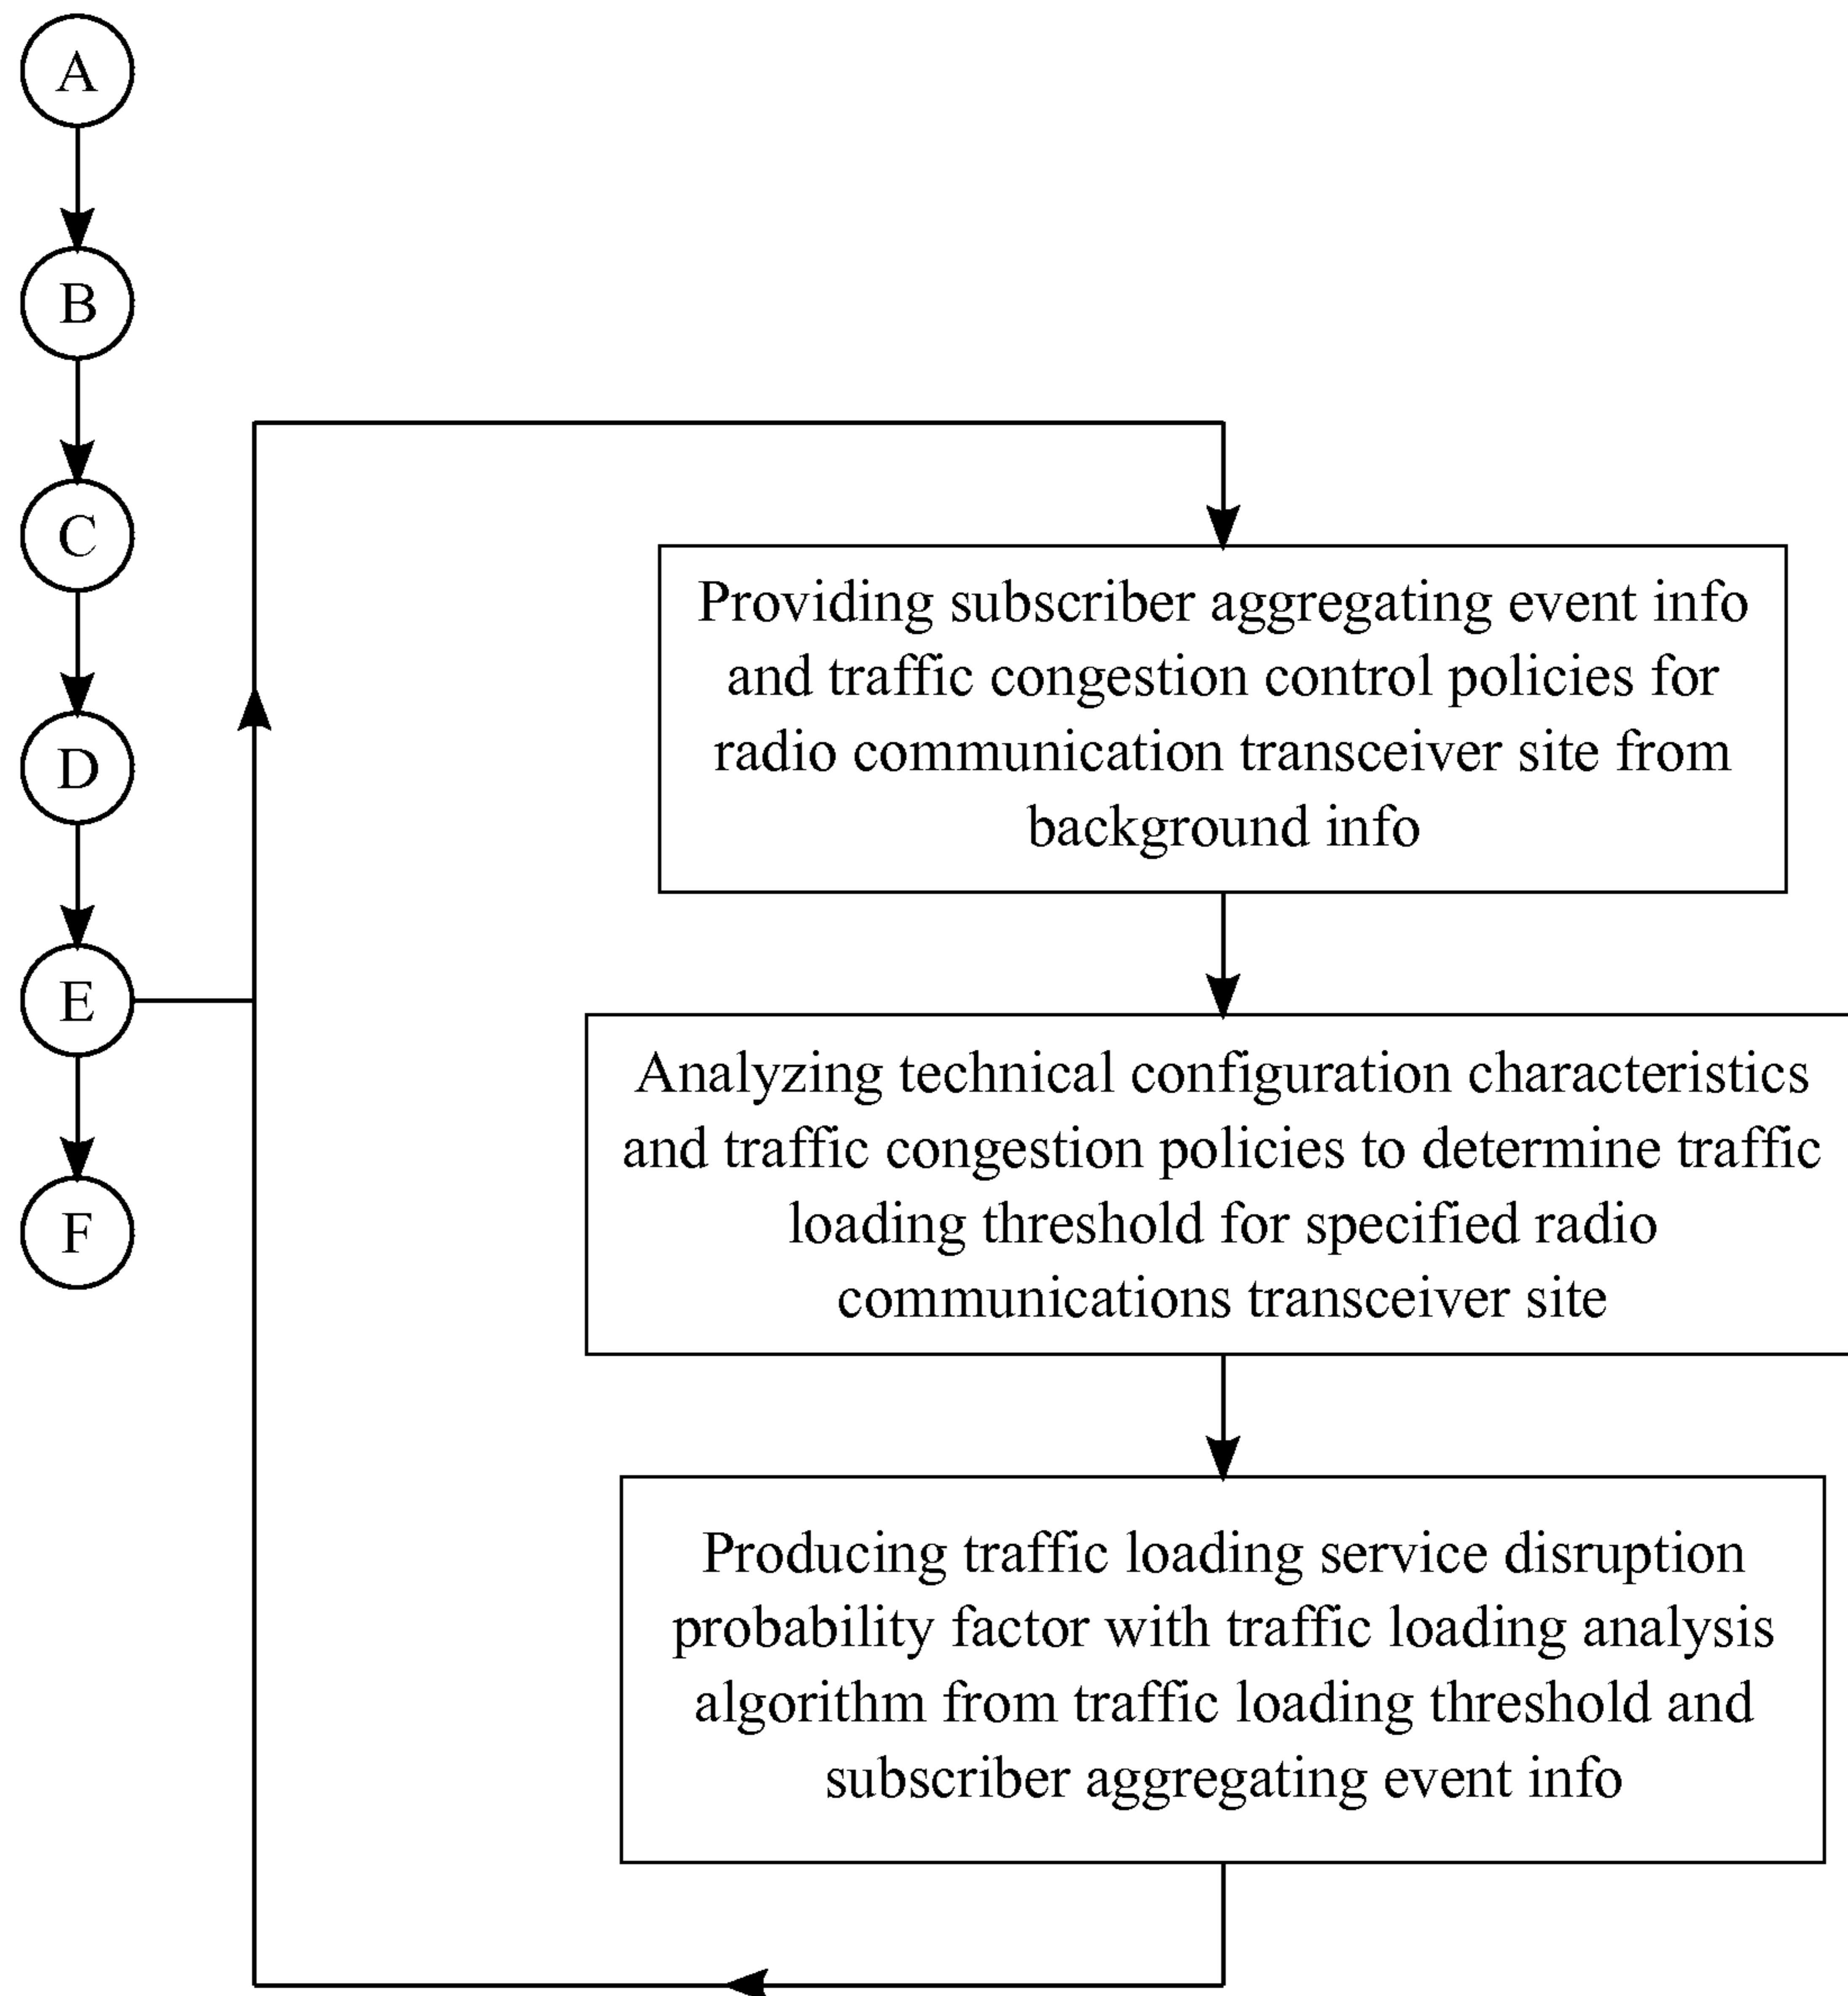 A
B
C
D
E
F
Providing subscriber aggregating event info
and traffic congestion control policies for
radio communication transceiver site from
background info
Analyzing technical configuration characteristics
and traffic congestion policies to determine traffic
loading threshold for specified radio
communications transceiver site
Producing traffic loading service disruption
probability factor with traffic loading analysis
algorithm from traffic loading threshold and
subscriber aggregating event info